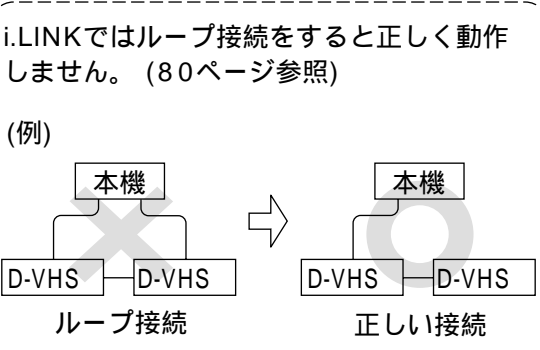 i.LINKではループ接続をすると正しく動作
しません。 (80ページ参照)
(例)
本機
本機
D-VHS
D-VHS
D-VHS
D-VHS
ループ接続
正しい接続